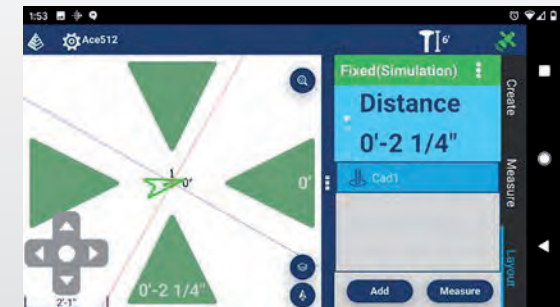 1:53
Ace512
6'
Fixed(Simulation)
Distance
0'-2 1/4"
Cad1
Add
Measure
Create
Measure
Layout
1
0'
0'
0'-2 1/4"
2'-1"